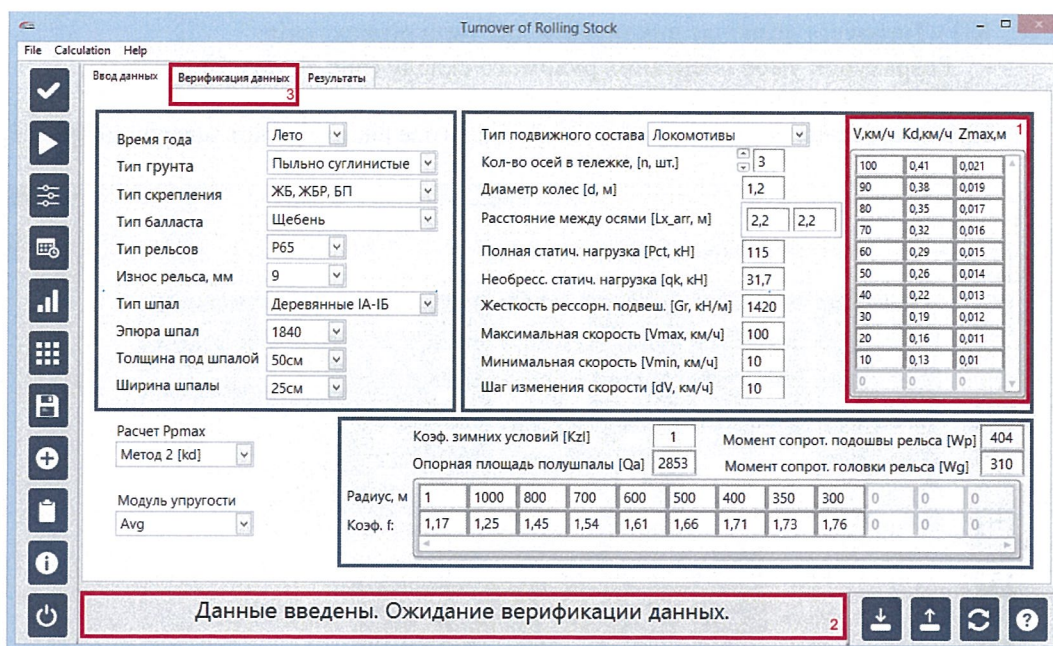 Turnover of Rolling Stock
File Calculation Help
Ввод данных Верификация данных Результаты
3
Время года Лето
Тип грунта Пыльно суглинистые
Тип скрепления ЖБ, ЖБР, БП
Тип балласта Щебень
Тип рельсов Р65
Износ рельса, мм 9
Тип шпал Деревянные IА-IБ
Эпюра шпал 1840
Толщина под шпалой 50см
Ширина шпалы 25см
Тип подвижного состава Локомотивы
Кол-во осей в тележке, [n, шт.] 3
Диаметр колес [d, м] 1,2
Расстояние между осями [Lx_arr, м] 2,2 2,2
Полная статич. нагрузка [Pct, кН] 115
Необресс. статич. нагрузка [qk, кН] 31,7
Жесткость рессорн. подвеш. [Gr, кН/м] 1420
Максимальная скорость [Vmax, км/ч] 100
Минимальная скорость [Vmin, км/ч] 10
Шаг изменения скорости [dV, км/ч] 10
V,км/ч Kd,км/ч Zmax,м 1
100 0,41 0,021
90 0,38 0,019
80 0,35 0,017
70 0,32 0,016
60 0,29 0,015
50 0,26 0,014
40 0,22 0,013
30 0,19 0,012
20 0,16 0,011
10 0,13 0,01
0 0 0
Расчет Ppmax
Метод 2 [kd]
Модуль упругости
Avg
Коэф. зимних условий [Kzl] 1 Момент сопрот. подошвы рельса [Wp] 404
Опорная площадь полушпалы [Qa] 2853 Момент сопрот. головки рельса [Wg] 310
Радиус, м 1 1000 800 700 600 500 400 350 300 0 0 0
Коэф. f: 1,17 1,25 1,45 1,54 1,61 1,66 1,71 1,73 1,76 0 0 0
Данные введены. Ожидание верификации данных.
2